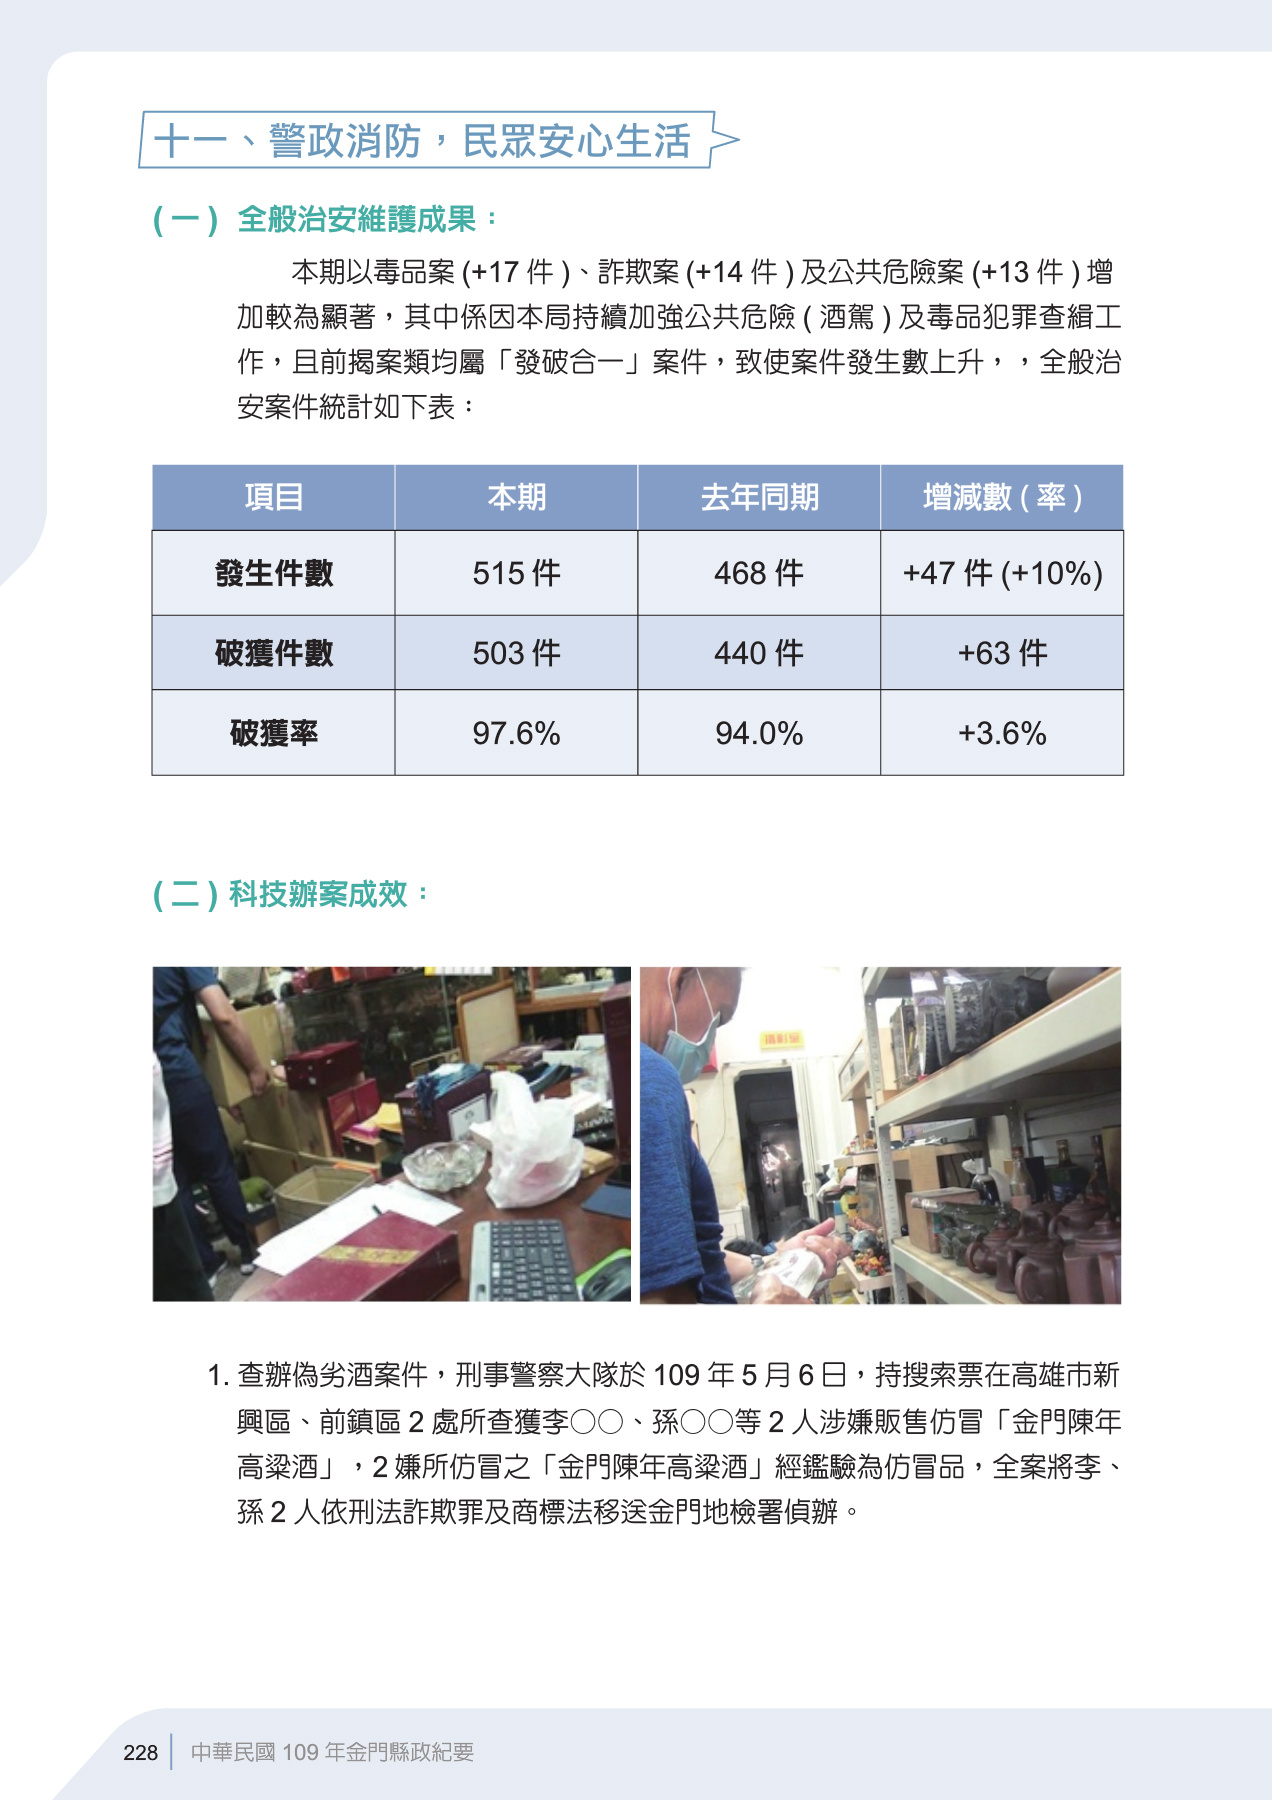 十一、警政消防，民眾安心生活
(一) 全般治安維護成果：
本期以毒品案 (+17 件 )、詐欺案 (+14 件 ) 及公共危險案 (+13 件 ) 增
加較為顯著，其中係因本局持續加強公共危險 ( 酒駕 ) 及毒品犯罪查緝工
作，且前揭案類均屬「發破合一」案件，致使案件發生數上升，，全般治
安案件統計如下表：
項目 本期 去年同期 增減數 ( 率 )
發生件數 515 件 468 件 +47 件 (+10%)
破獲件數 503 件 440 件 +63 件
破獲率 97.6% 94.0% +3.6%
(二) 科技辦案成效：
1. 查辦偽劣酒案件，刑事警察大隊於 109 年 5 月 6 日，持搜索票在高雄市新
興區、前鎮區 2 處所查獲李○○、孫○○等 2 人涉嫌販售仿冒「金門陳年
高粱酒」，2 嫌所仿冒之「金門陳年高粱酒」經鑑驗為仿冒品，全案將李、
孫 2 人依刑法詐欺罪及商標法移送金門地檢署偵辦。
228 中華民國 109 年金門縣政紀要